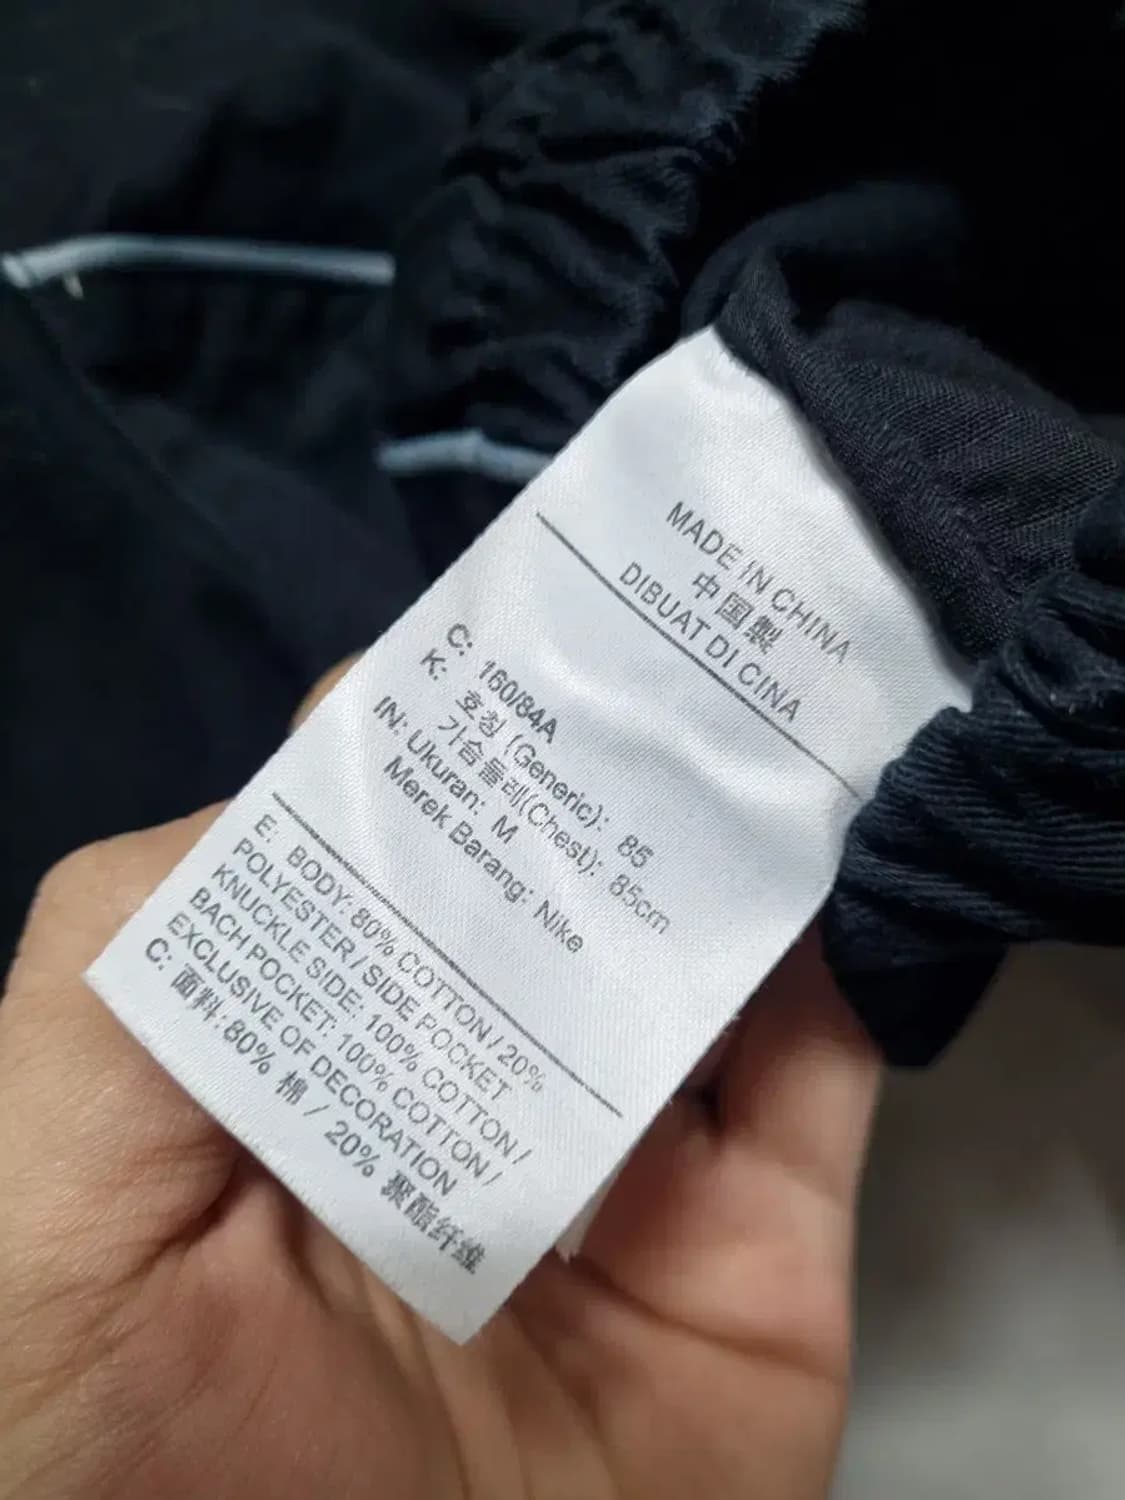 MADE IN CHINA
中国製
DIBUAT DI CINA
C: 160/84A
K: 호칭 (Generic): 85
가슴둘레(Chest): 85cm
IN: Ukuran: M
Merek Barang: Nike
E: BODY: 80% COTTON / 20%
POLYESTER / SIDE POCKET
KNUCKLE SIDE: 100% COTTON /
BACH POCKET: 100% COTTON /
EXCLUSIVE OF DECORATION
C: 面料: 80% 棉 / 20% 聚酯纤维